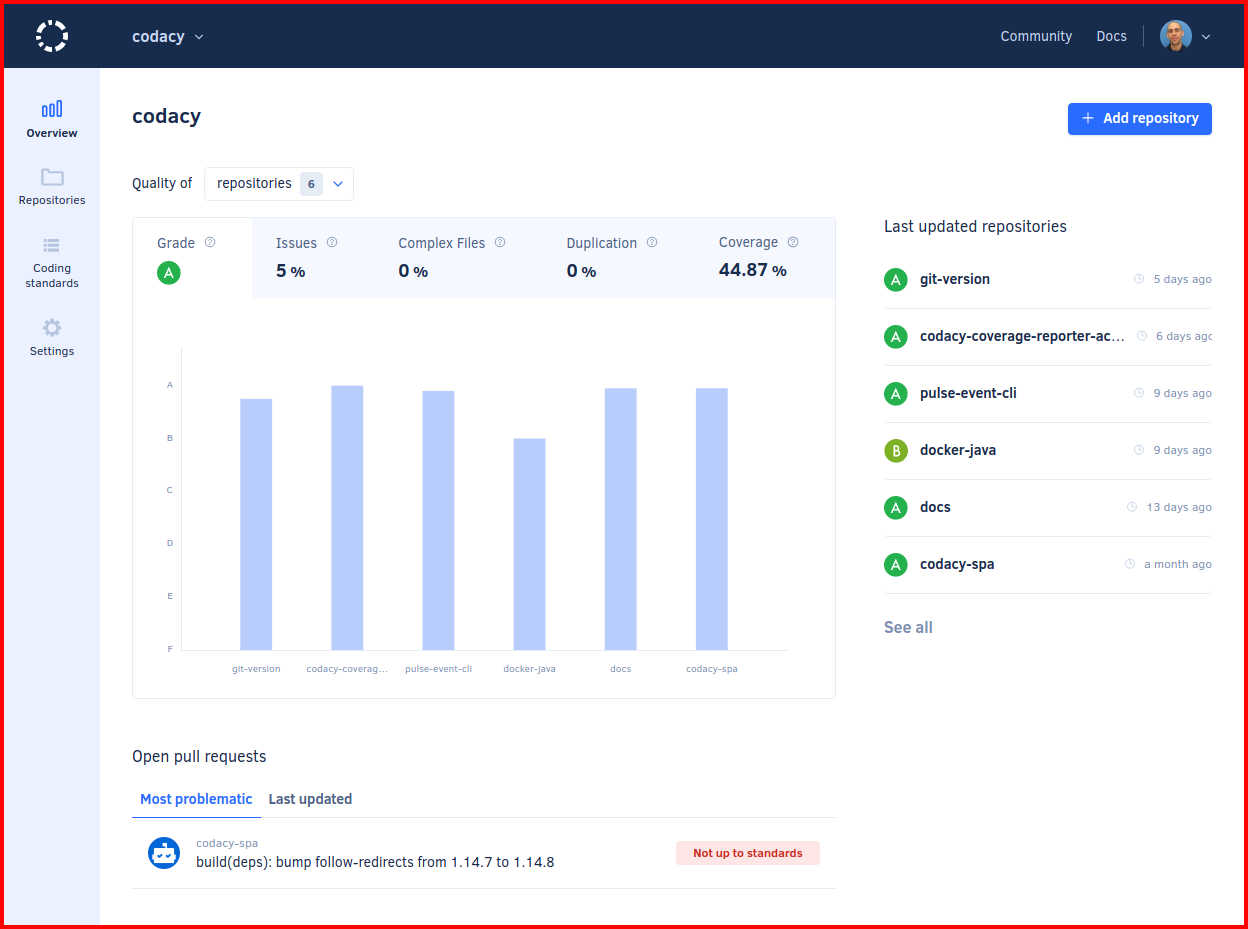 codacy
Community Docs
Overview
Repositories
Coding
standards
Settings
codacy
+ Add repository
Quality of repositories 6
Grade Issues Complex Files Duplication Coverage
A 5 % 0 % 0 % 44.87 %
A
B
C
D
E
F
git-version codacy-coverag... pulse-event-cli docker-java docs codacy-spa
Last updated repositories
A git-version 5 days ago
A codacy-coverage-reporter-ac... 6 days ago
A pulse-event-cli 9 days ago
B docker-java 9 days ago
A docs 13 days ago
A codacy-spa a month ago
See all
Open pull requests
Most problematic Last updated
codacy-spa
build(deps): bump follow-redirects from 1.14.7 to 1.14.8
Not up to standards